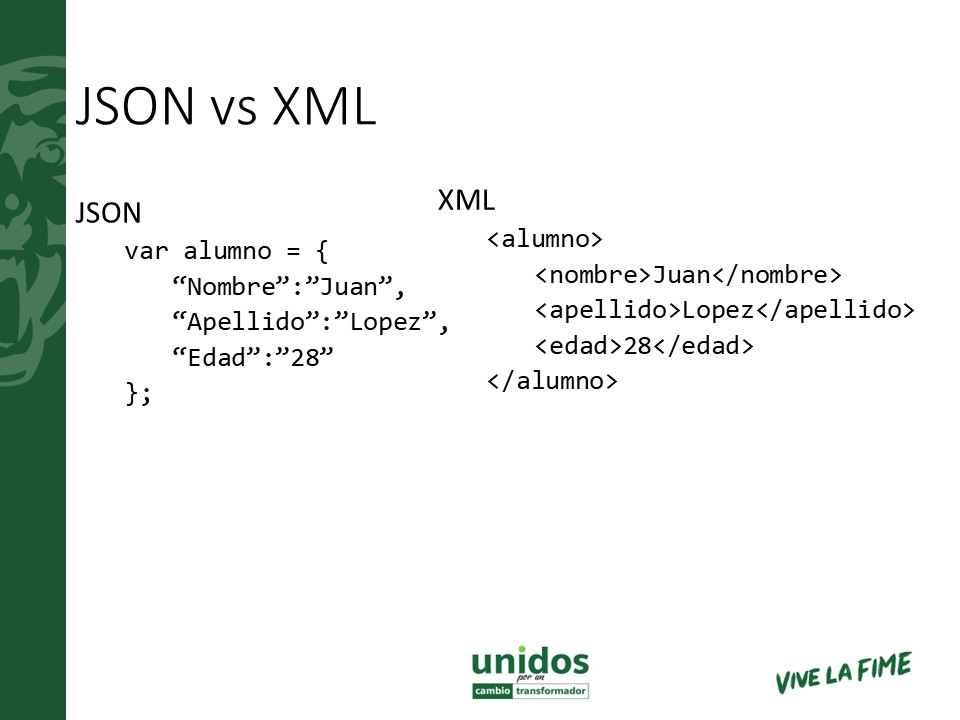 JSON vs XML
JSON
var alumno = {
“Nombre”:”Juan”,
“Apellido”:”Lopez”,
“Edad”:”28”
};
XML
<alumno>
<nombre>Juan</nombre>
<apellido>Lopez</apellido>
<edad>28</edad>
</alumno>
unidos
por un
cambio transformador
VIVE LA FIME